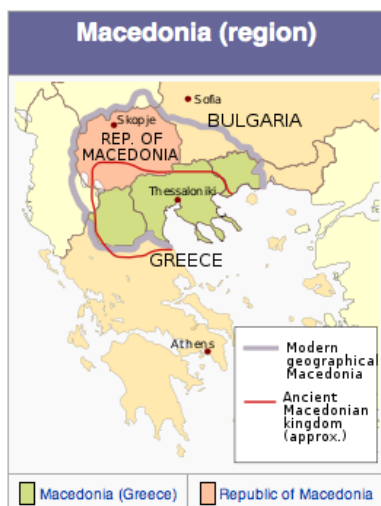 Macedonia (region)
Sofia
Skopje
BULGARIA
REP. OF
MACEDONIA
Thessaloniki
GREECE
Athens
Modern
geographical
Macedonia
Ancient
Macedonian
kingdom
(approx.)
Macedonia (Greece)
Republic of Macedonia